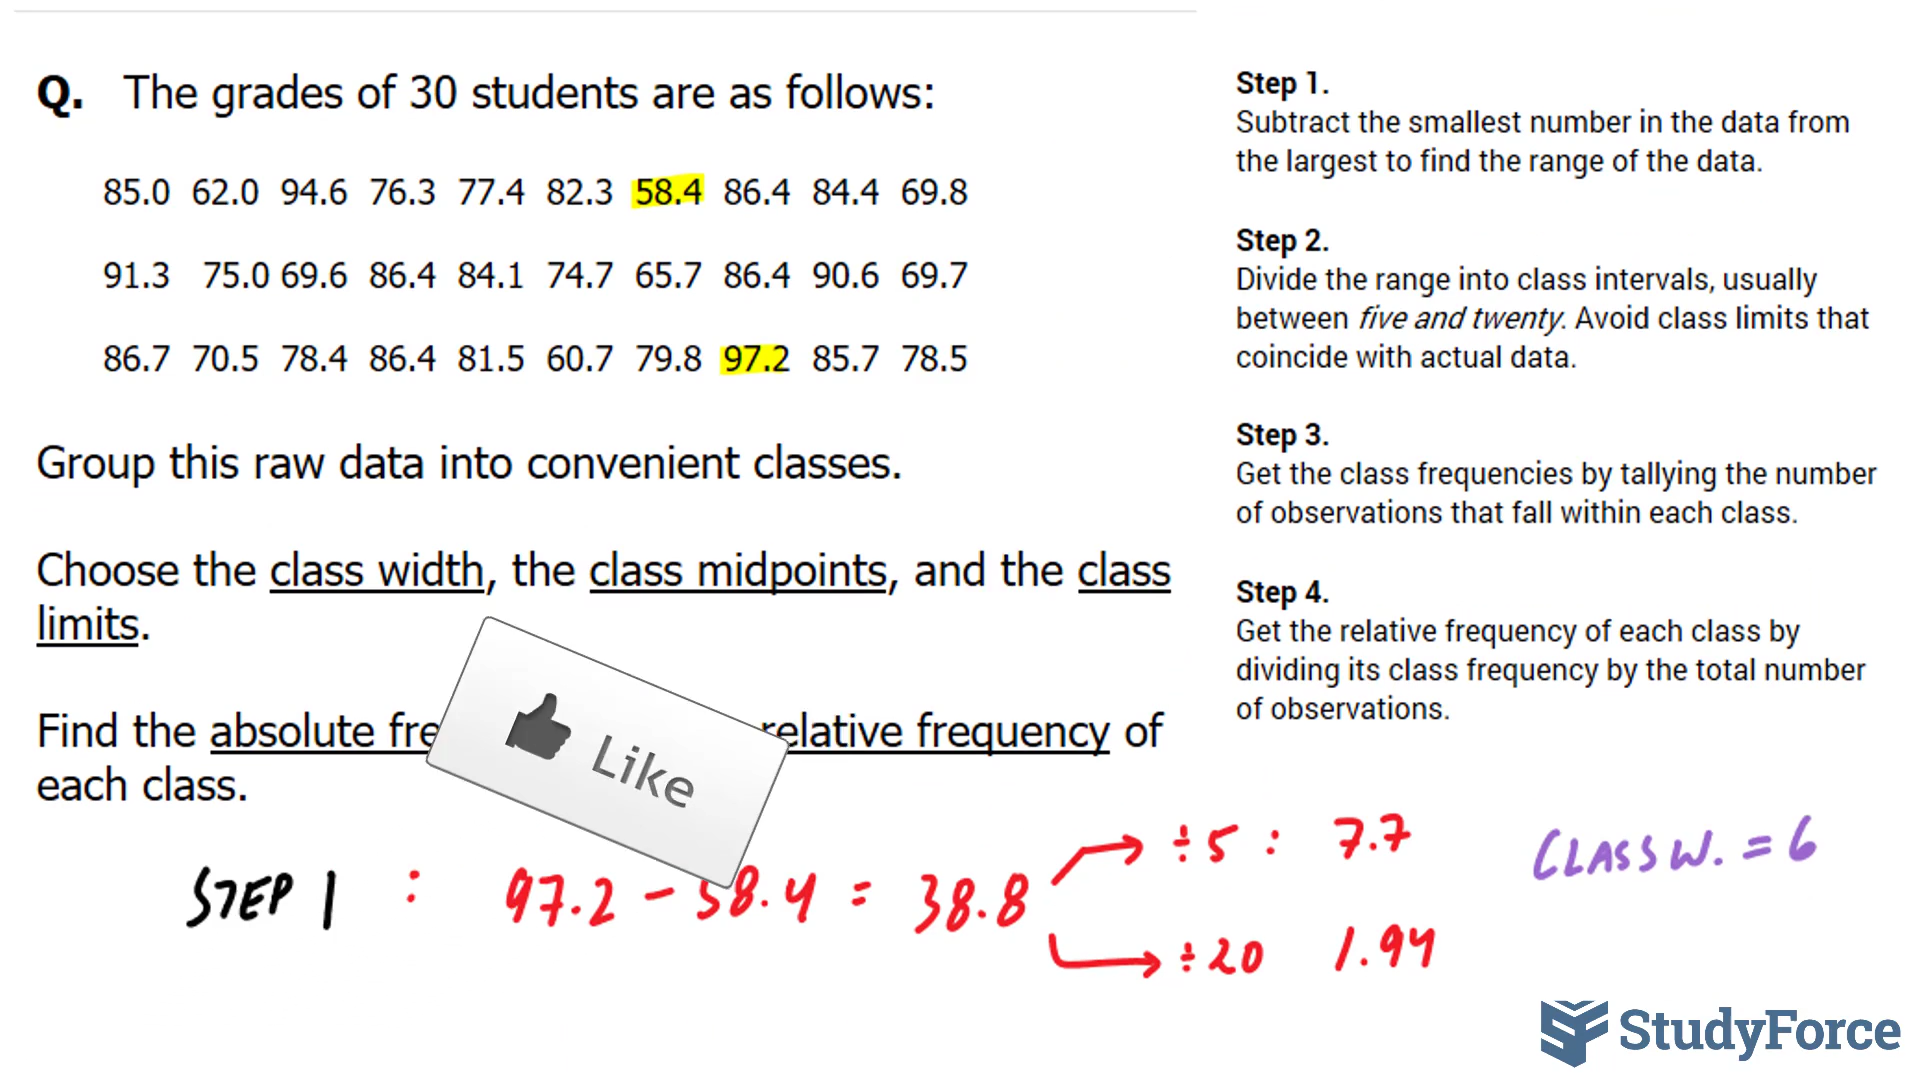 Q. The grades of 30 students are as follows:
85.0 62.0 94.6 76.3 77.4 82.3 58.4 86.4 84.4 69.8
91.3 75.0 69.6 86.4 84.1 74.7 65.7 86.4 90.6 69.7
86.7 70.5 78.4 86.4 81.5 60.7 79.8 97.2 85.7 78.5
Group this raw data into convenient classes.
Choose the class width, the class midpoints, and the class
limits.
Find the absolute fre relative frequency of
each class.
Like
STEP 1 : 97.2 - 58.4 = 38.8
÷5 : 7.7
÷20 1.94
CLASS W. = 6
Step 1.
Subtract the smallest number in the data from
the largest to find the range of the data.
Step 2.
Divide the range into class intervals, usually
between five and twenty. Avoid class limits that
coincide with actual data.
Step 3.
Get the class frequencies by tallying the number
of observations that fall within each class.
Step 4.
Get the relative frequency of each class by
dividing its class frequency by the total number
of observations.
StudyForce